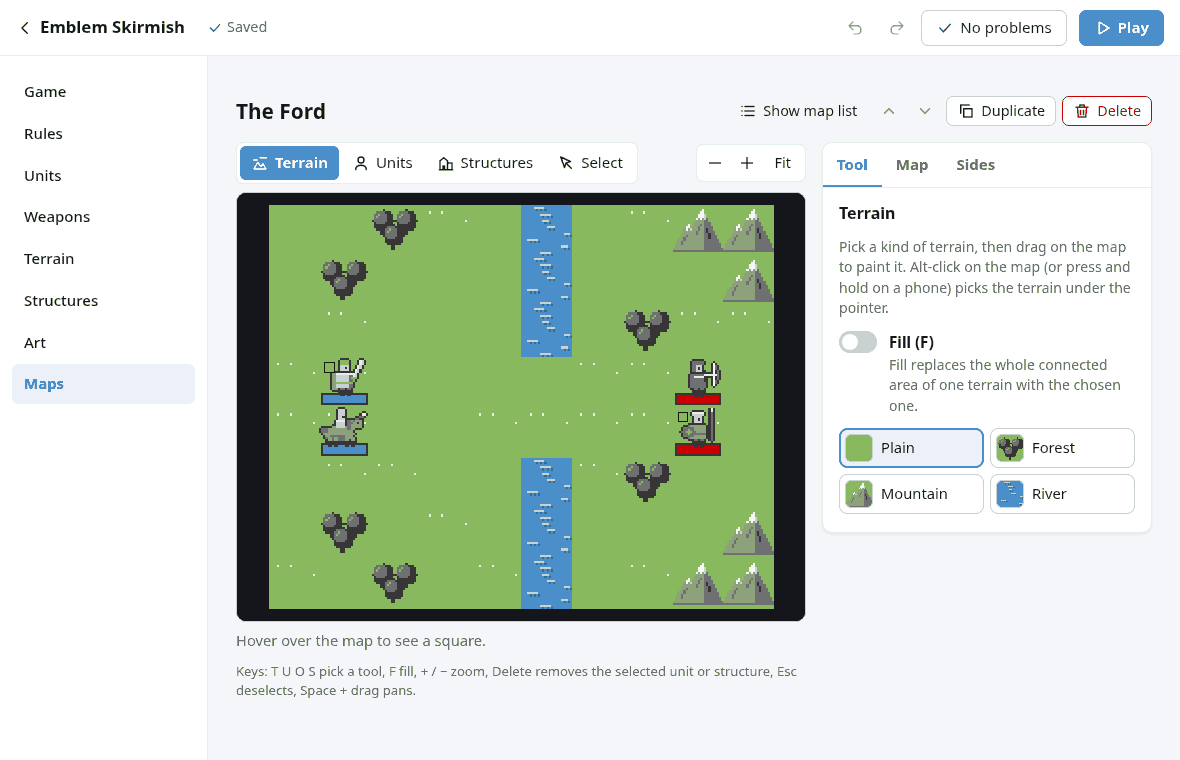 Emblem Skirmish
Saved
No problems
Play
Game
Rules
Units
Weapons
Terrain
Structures
Art
Maps
The Ford
Show map list
Duplicate
Delete
Terrain
Units
Structures
Select
Fit
Tool
Map
Sides
Terrain
Pick a kind of terrain, then drag on the map
to paint it. Alt-click on the map (or press and
hold on a phone) picks the terrain under the
pointer.
Fill (F)
Fill replaces the whole connected
area of one terrain with the chosen
one.
Plain
Forest
Mountain
River
Hover over the map to see a square.
Keys: T U O S pick a tool, F fill, + / − zoom, Delete removes the selected unit or structure, Esc
deselects, Space + drag pans.